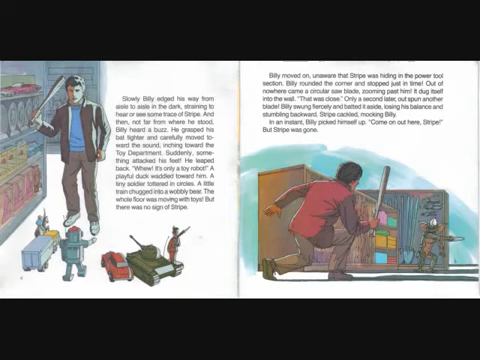 Slowly Billy edged his way from
aisle to aisle in the dark, straining to
hear or see some trace of Stripe. And
then, not far from where he stood,
Billy heard a buzz. He grasped his
bat tighter and carefully moved to-
ward the sound, inching toward the
Toy Department. Suddenly, some-
thing attacked his feet! He leaped
back. "Whew! It's only a toy robot!" A
playful duck waddled toward him. A
tiny soldier tottered in circles. A little
train chugged into a wobbly bear. The
whole floor was moving with toys! But
there was no sign of Stripe.
Billy moved on, unaware that Stripe was hiding in the power tool
section. Billy rounded the corner and stopped just in time! Out of
nowhere came a circular saw blade, zooming past him! It dug itself
into the wall. "That was close." Only a second later, out spun another
blade! Billy swung fiercely and batted it aside, losing his balance and
stumbling backward. Stripe cackled, mocking Billy.
In an instant, Billy picked himself up. "Come on out here, Stripe!"
But Stripe was gone.